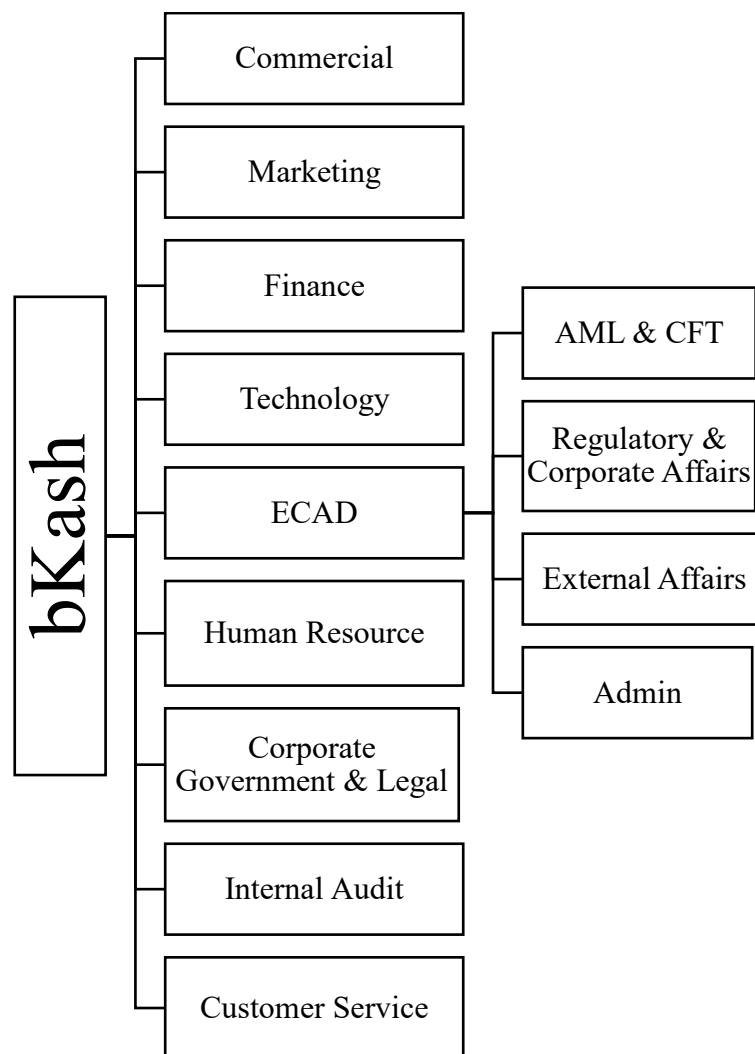 bKash
Commercial
Marketing
Finance
Technology
ECAD
Human Resource
Corporate
Government & Legal
Internal Audit
Customer Service
AML & CFT
Regulatory &
Corporate Affairs
External Affairs
Admin